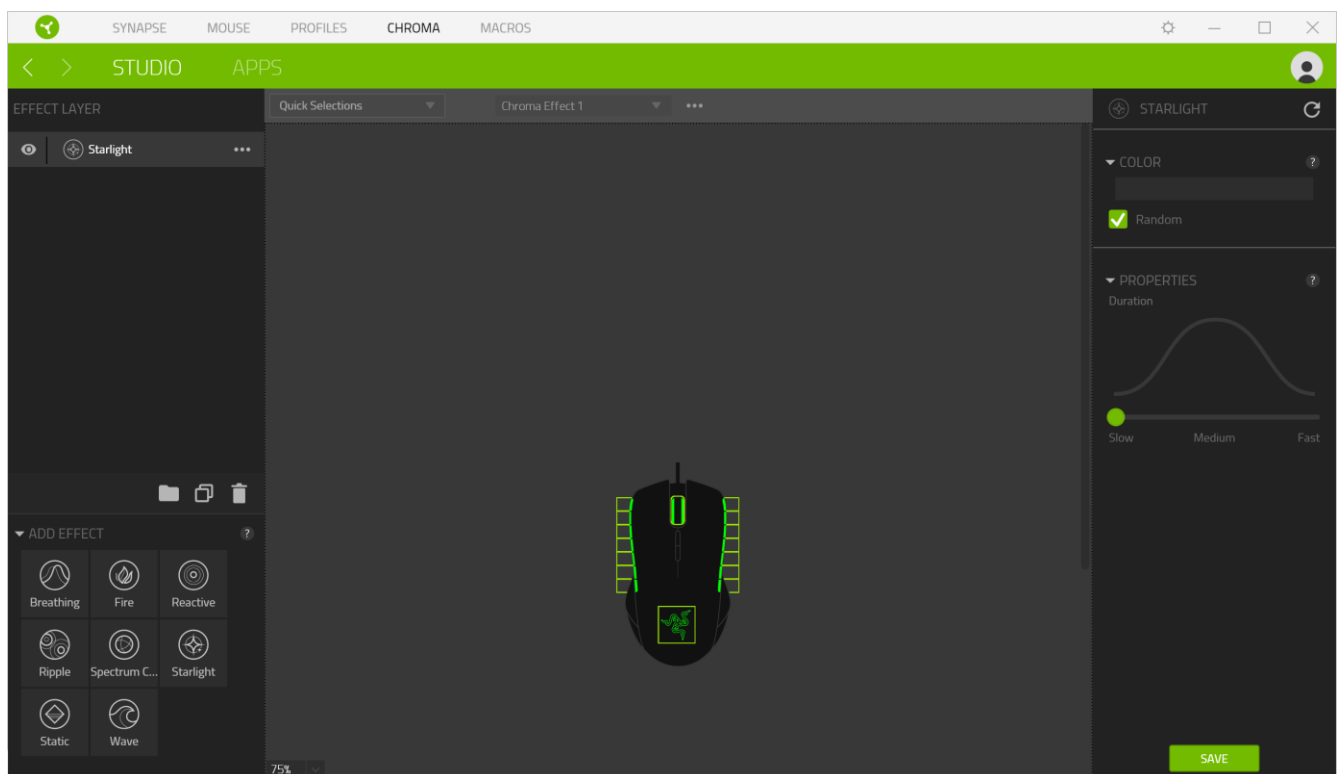 SYNAPSE MOUSE PROFILES CHROMA MACROS
STUDIO APPS
EFFECT LAYER
Quick Selections
Chroma Effect 1
STARLIGHT
Starlight
COLOR ?
Random
PROPERTIES ?
Duration
Slow Medium Fast
ADD EFFECT ?
Breathing Fire Reactive
Ripple Spectrum C... Starlight
Static Wave
75%
SAVE